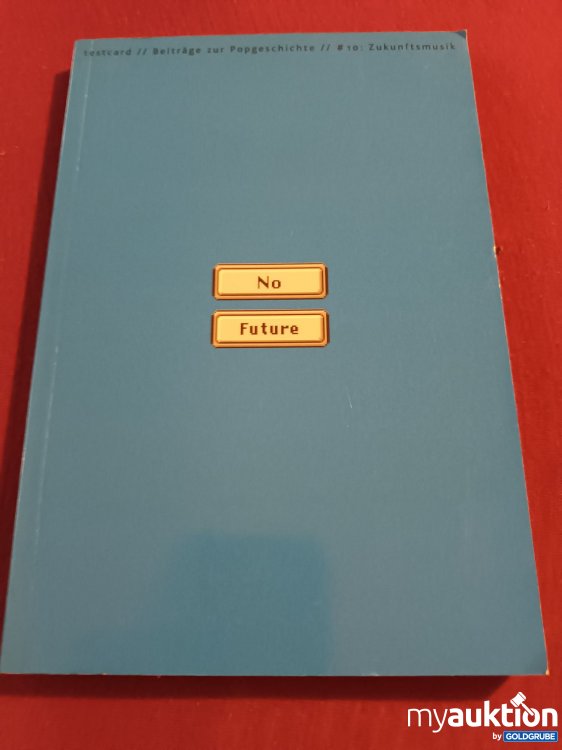 testcard // Beiträge zur Popgeschichte // #10: Zukunftsmusik
No
Future
myauktion
by GOLDGRUBE